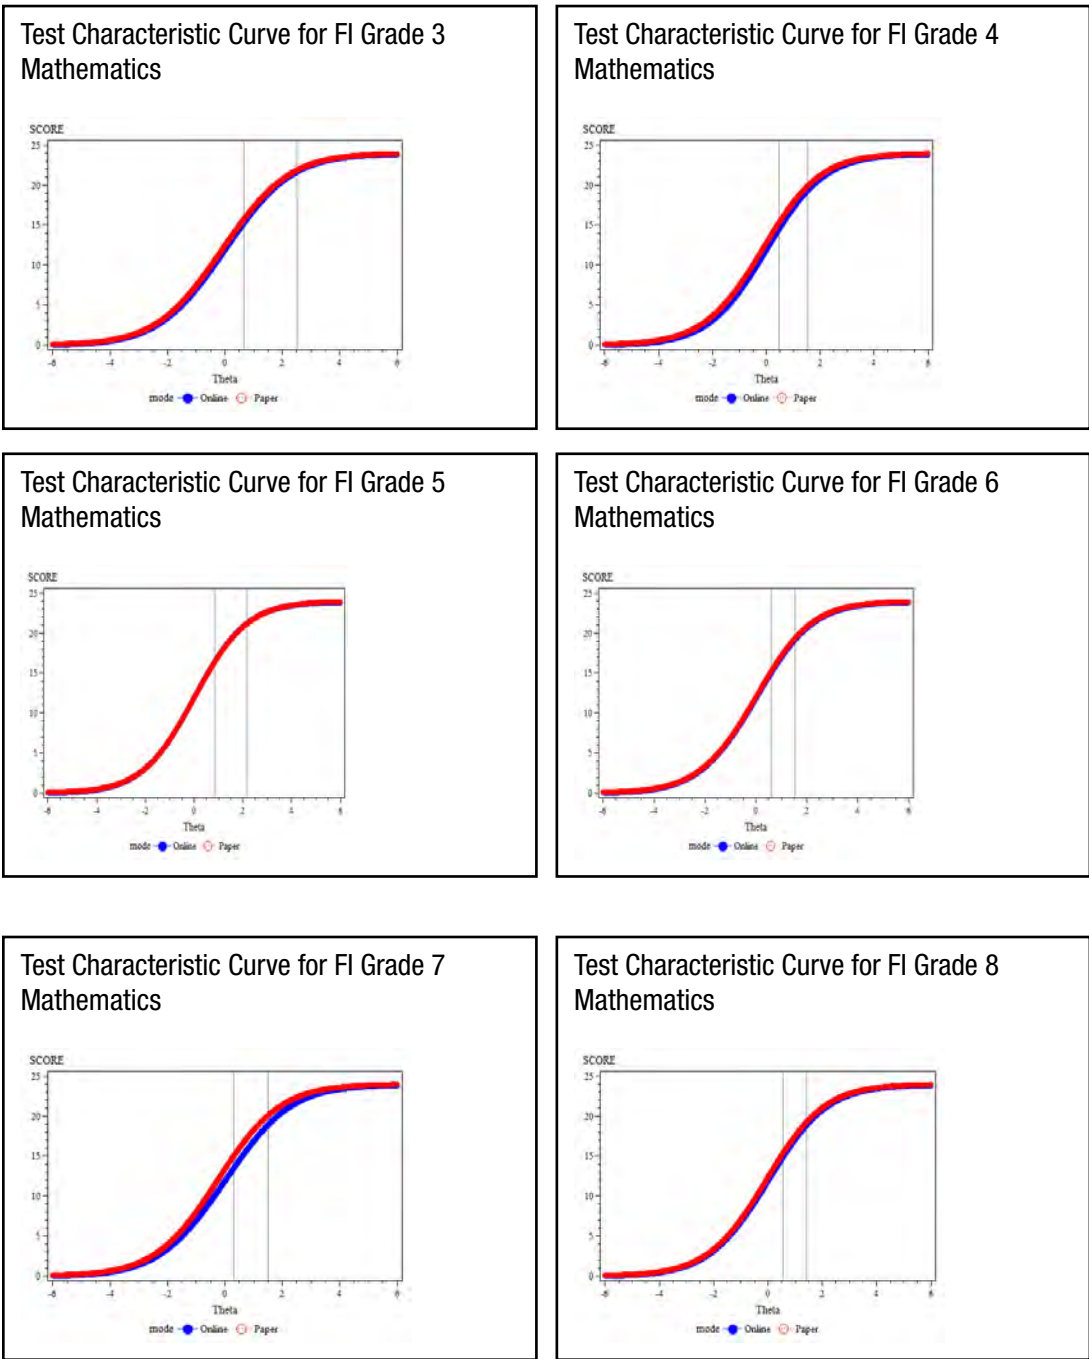 Test Characteristic Curve for FI Grade 3
Mathematics
SCORE
25
20
15
10
5
0
-6 -4 -2 0 2 4 6
Theta
mode Online Paper
Test Characteristic Curve for FI Grade 4
Mathematics
SCORE
25
20
15
10
5
0
-6 -4 -2 0 2 4 6
Theta
mode Online Paper
Test Characteristic Curve for FI Grade 5
Mathematics
SCORE
25
20
15
10
5
0
-6 -4 -2 0 2 4 6
Theta
mode Online Paper
Test Characteristic Curve for FI Grade 6
Mathematics
SCORE
25
20
15
10
5
0
-6 -4 -2 0 2 4 6
Theta
mode Online Paper
Test Characteristic Curve for FI Grade 7
Mathematics
SCORE
25
20
15
10
5
0
-6 -4 -2 0 2 4 6
Theta
mode Online Paper
Test Characteristic Curve for FI Grade 8
Mathematics
SCORE
25
20
15
10
5
0
-6 -4 -2 0 2 4 6
Theta
mode Online Paper